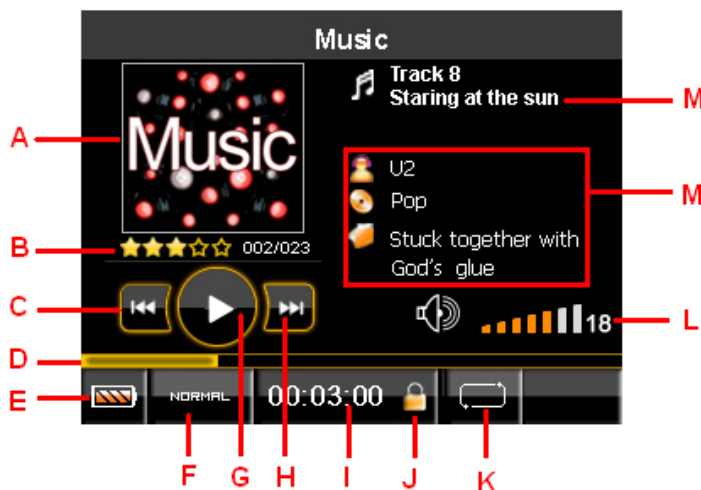 Music
Track 8
Staring at the sun
M
A
Music
U2
M
Pop
B
002/023
Stuck together with
God's glue
C
18
L
D
E
NORMAL
00:03:00
F
G
H
I
J
K